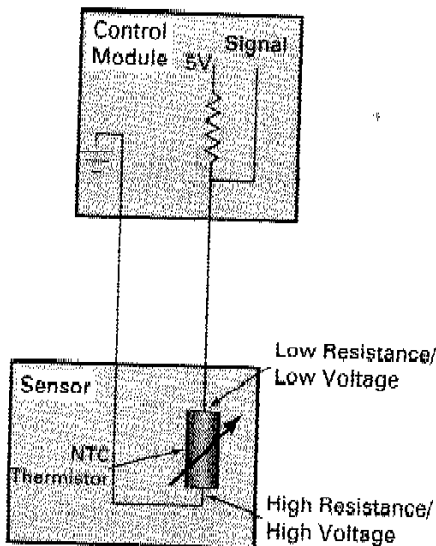 Control
Module
Signal
5V
Sensor
NTC
Thermistor
Low Resistance/
Low Voltage
High Resistance/
High Voltage